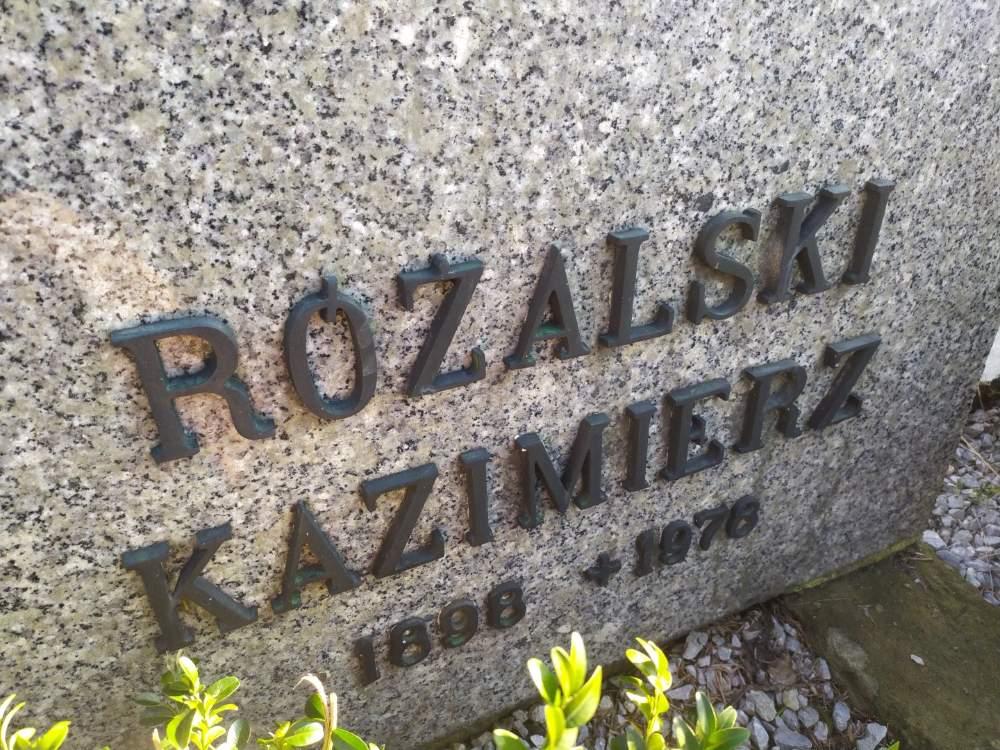 RÓŻALSKI
KAZIMIERZ
1898 + 1976